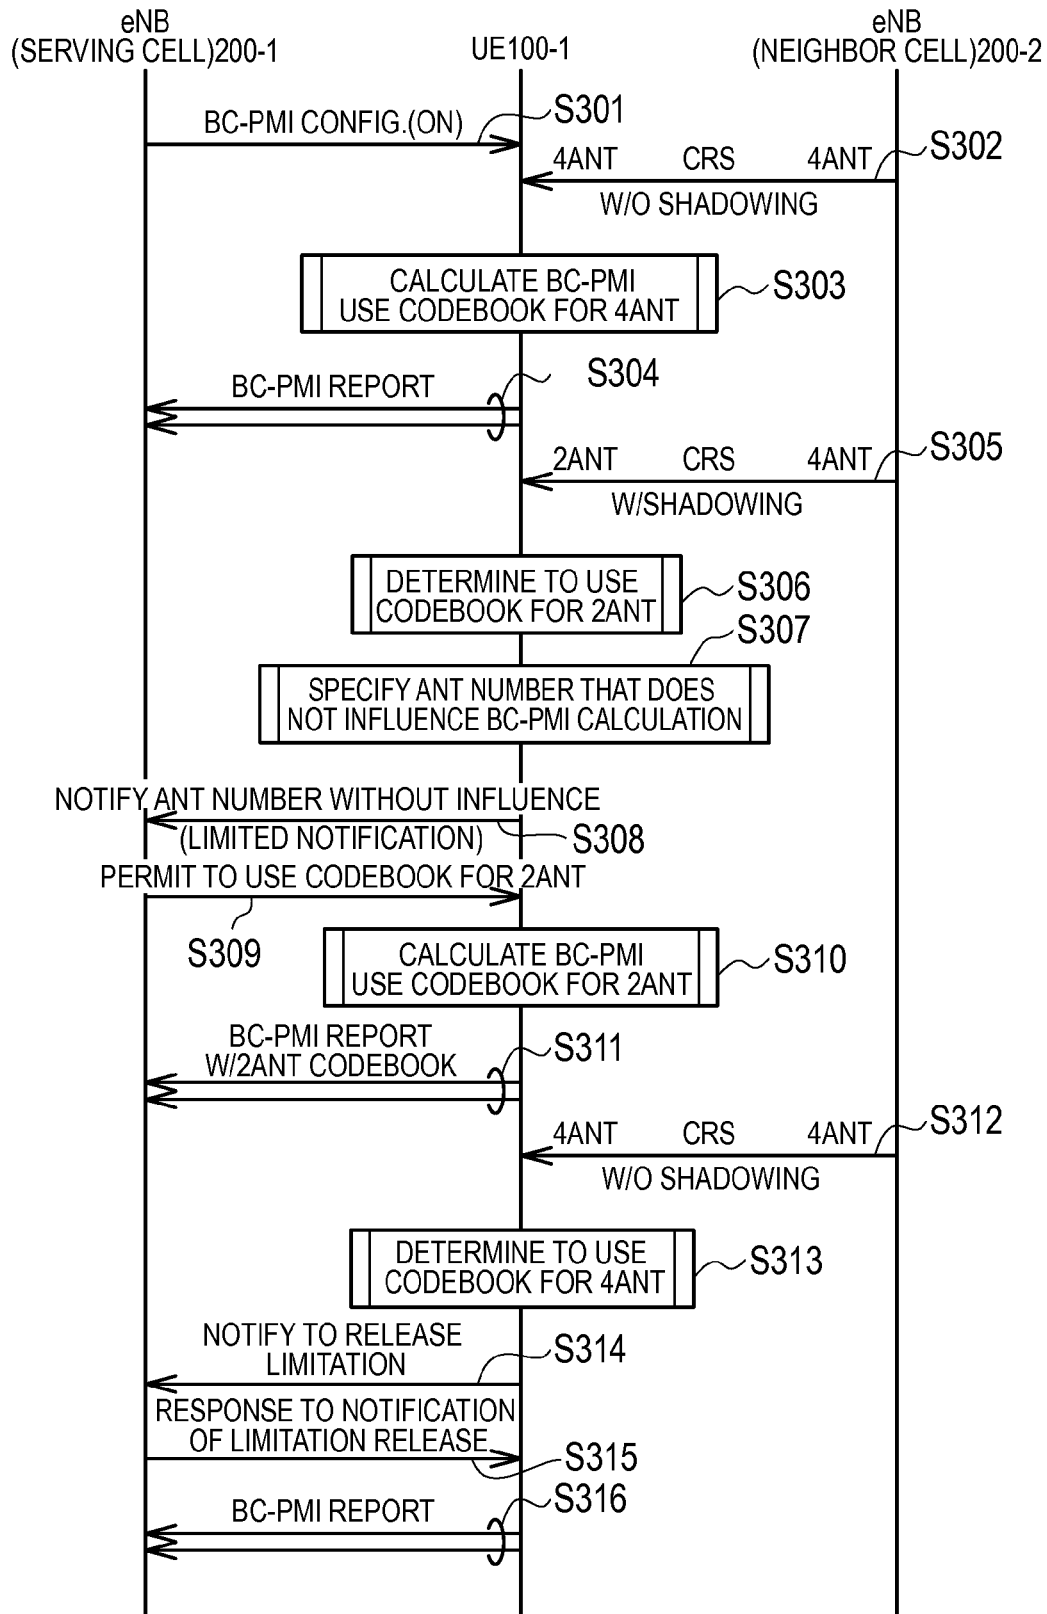 eNB
(SERVING CELL)200-1
UE100-1
eNB
(NEIGHBOR CELL)200-2
BC-PMI CONFIG.(ON)
S301
4ANT CRS 4ANT
S302
W/O SHADOWING
CALCULATE BC-PMI
USE CODEBOOK FOR 4ANT
S303
BC-PMI REPORT
S304
2ANT CRS 4ANT
S305
W/SHADOWING
DETERMINE TO USE
CODEBOOK FOR 2ANT
S306
S307
SPECIFY ANT NUMBER THAT DOES
NOT INFLUENCE BC-PMI CALCULATION
NOTIFY ANT NUMBER WITHOUT INFLUENCE
(LIMITED NOTIFICATION)
S308
PERMIT TO USE CODEBOOK FOR 2ANT
S309
CALCULATE BC-PMI
USE CODEBOOK FOR 2ANT
S310
BC-PMI REPORT
W/2ANT CODEBOOK
S311
4ANT CRS 4ANT
S312
W/O SHADOWING
DETERMINE TO USE
CODEBOOK FOR 4ANT
S313
NOTIFY TO RELEASE
LIMITATION
S314
RESPONSE TO NOTIFICATION
OF LIMITATION RELEASE
S315
BC-PMI REPORT
S316